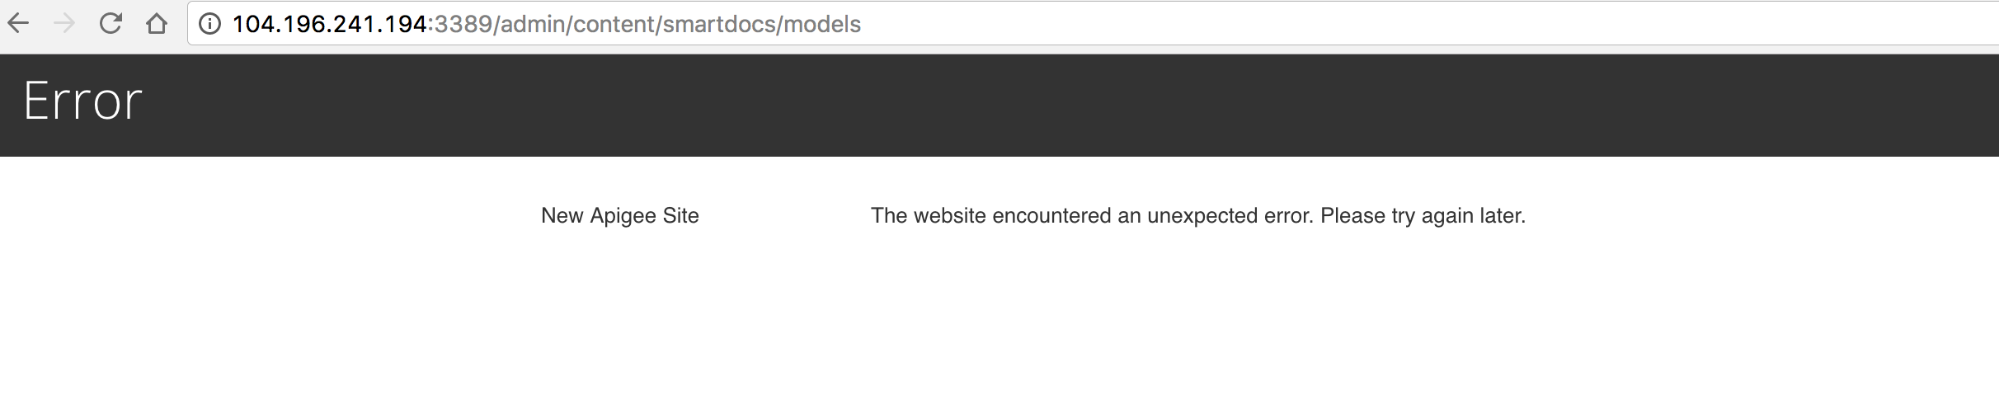 104.196.241.194:3389/admin/content/smartdocs/models
Error
New Apigee Site
The website encountered an unexpected error. Please try again later.